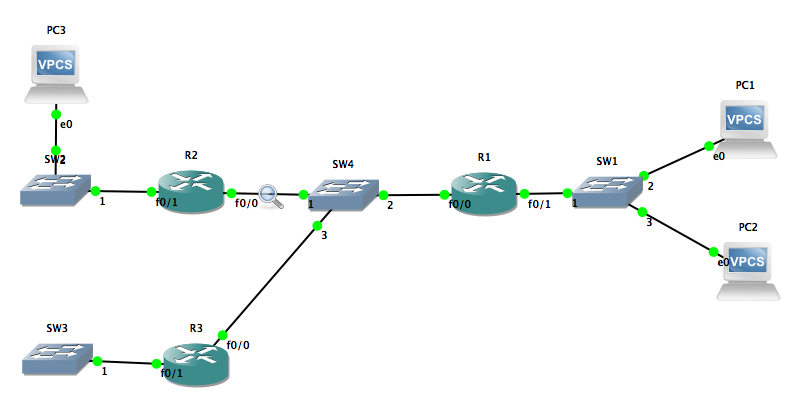 PC3
VPCS
e0
SW2
2
1
R2
f0/1
f0/0
SW4
1
2
3
R1
f0/0
f0/1
SW1
1
2
3
PC1
VPCS
e0
PC2
VPCS
e0
SW3
1
R3
f0/1
f0/0